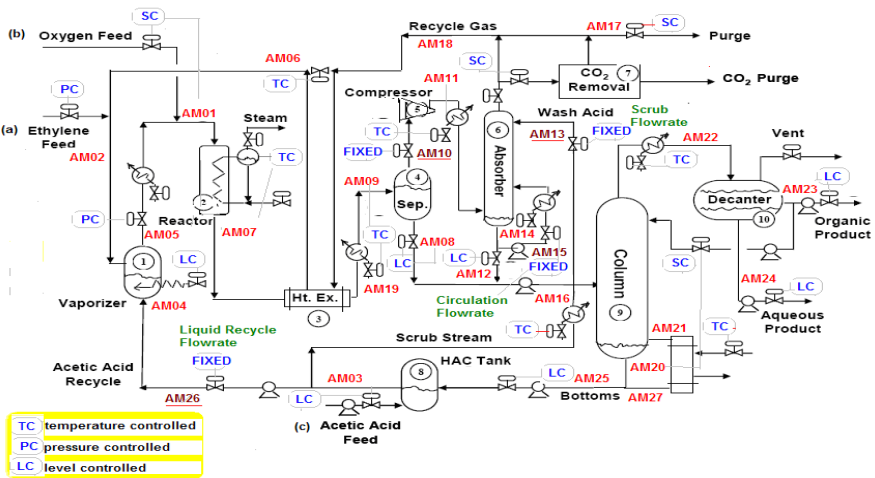 SC
AM17
SC
(b)
Oxygen Feed
Recycle Gas
Purge
AM18
AM06
SC
CO2
Removal
7
CO2 Purge
PC
TC
AM11
Compressor
5
Wash Acid
Scrub
Flowrate
(a)
Ethylene
Feed
AM01
Steam
TC
6
AM13
FIXED
AM22
Vent
AM02
FIXED
AM10
Absorber
TC
LC
TC
AM09
4
Sep.
Decanter
10
AM23
Organic
Product
2
Reactor
PC
AM05
AM07
AM14
AM15
TC
AM08
LC
LC
AM12
FIXED
Column
SC
1
LC
Vaporizer
AM04
Ht. Ex.
3
AM19
Circulation
Flowrate
AM16
9
AM24
LC
Aqueous
Product
Liquid Recycle
Flowrate
FIXED
Scrub Stream
TC
AM21
TC
Acetic Acid
Recycle
HAC Tank
8
LC
AM20
AM03
AM25
AM26
LC
Bottoms
AM27
(c)
Acetic Acid
Feed
TC temperature controlled
PC pressure controlled
LC level controlled